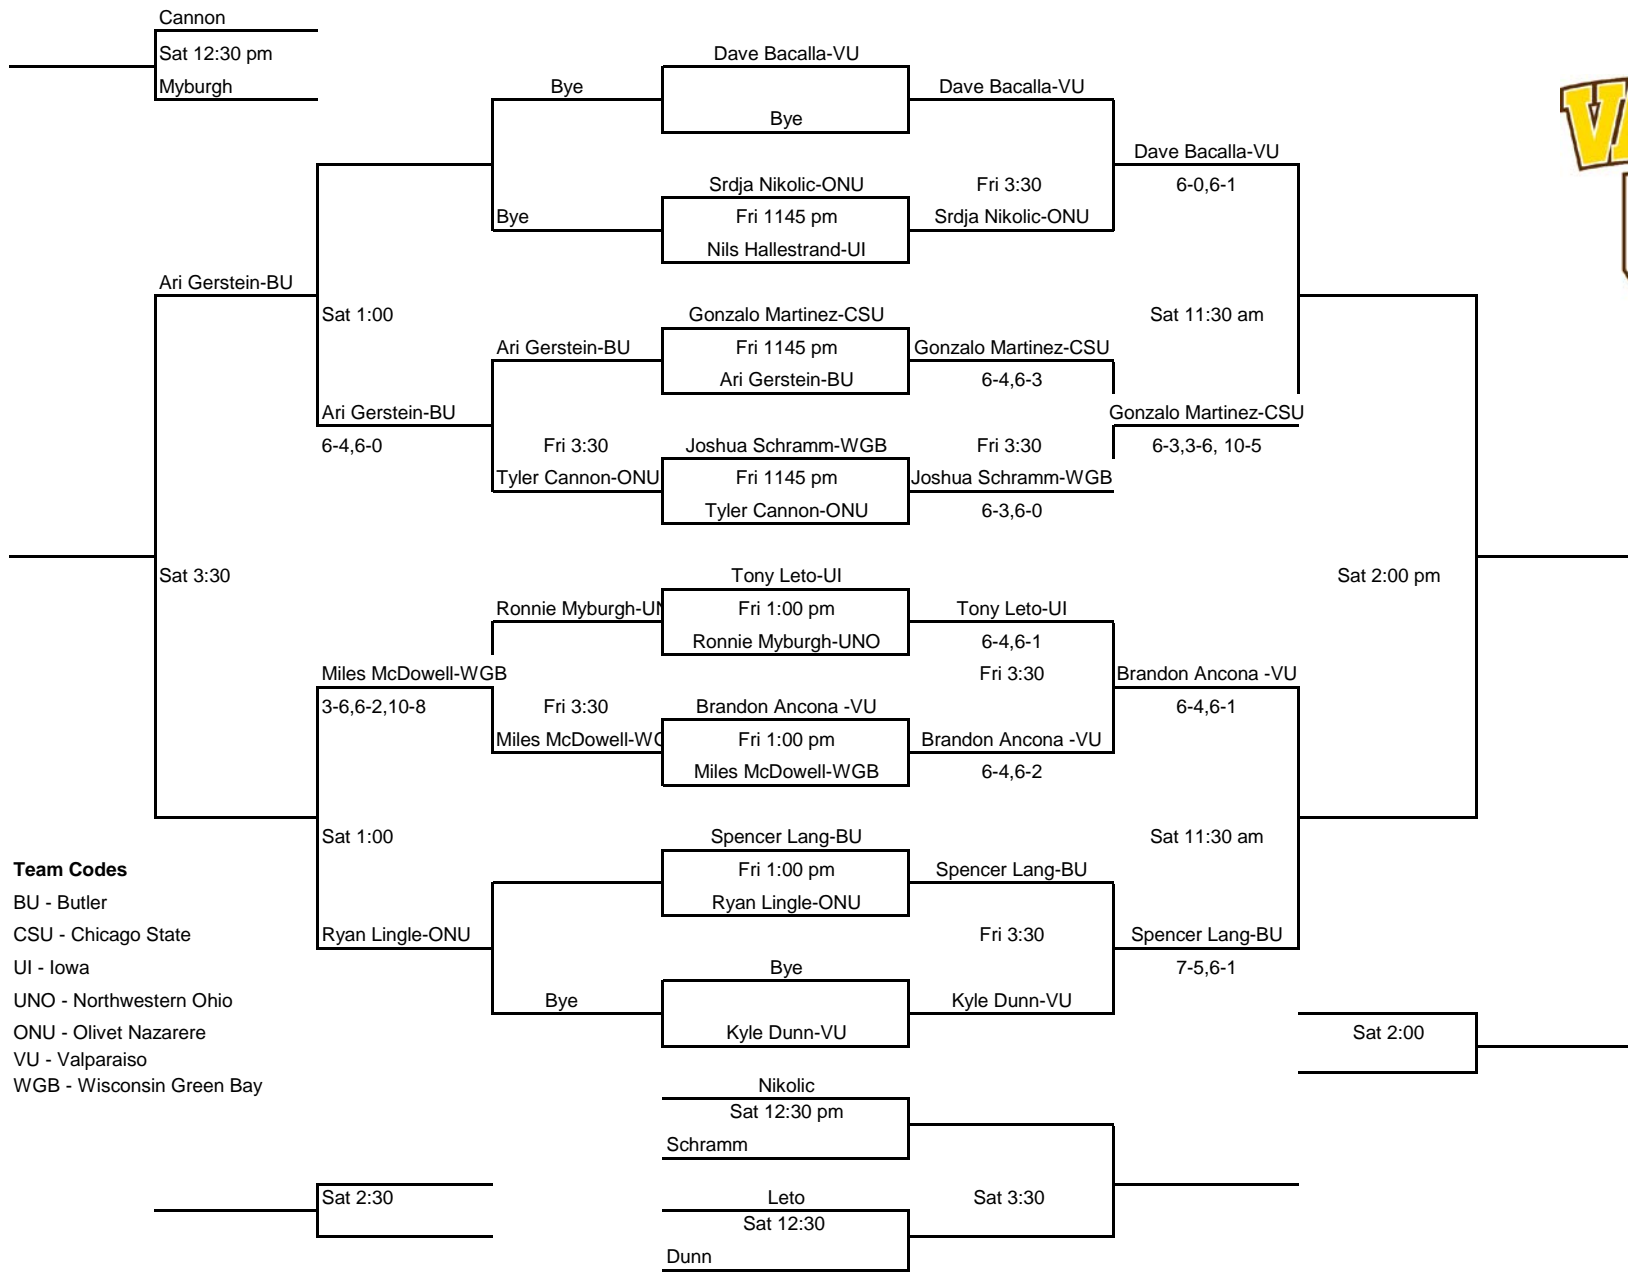 Cannon
Sat 12:30 pm
Myburgh
Dave Bacalla-VU
Bye
Dave Bacalla-VU
Bye
Dave Bacalla-VU
Srdja Nikolic-ONU
Fri 3:30
6-0,6-1
Bye
Fri 1145 pm
Srdja Nikolic-ONU
Nils Hallestrand-UI
Ari Gerstein-BU
Sat 1:00
Gonzalo Martinez-CSU
Sat 11:30 am
Ari Gerstein-BU
Fri 1145 pm
Gonzalo Martinez-CSU
Ari Gerstein-BU
6-4,6-3
Ari Gerstein-BU
Gonzalo Martinez-CSU
6-4,6-0
Fri 3:30
Joshua Schramm-WGB
Fri 3:30
6-3,3-6, 10-5
Tyler Cannon-ONU
Fri 1145 pm
Joshua Schramm-WGB
Tyler Cannon-ONU
6-3,6-0
Sat 3:30
Tony Leto-UI
Sat 2:00 pm
Ronnie Myburgh-UN
Fri 1:00 pm
Tony Leto-UI
Ronnie Myburgh-UNO
6-4,6-1
Miles McDowell-WGB
Fri 3:30
Brandon Ancona -VU
3-6,6-2,10-8
Fri 3:30
Brandon Ancona -VU
6-4,6-1
Miles McDowell-WG
Fri 1:00 pm
Brandon Ancona -VU
Miles McDowell-WGB
6-4,6-2
Sat 1:00
Spencer Lang-BU
Sat 11:30 am
Team Codes
Fri 1:00 pm
Spencer Lang-BU
BU - Butler
Ryan Lingle-ONU
CSU - Chicago State
Ryan Lingle-ONU
Fri 3:30
Spencer Lang-BU
UI - Iowa
Bye
7-5,6-1
UNO - Northwestern Ohio
Bye
Kyle Dunn-VU
ONU - Olivet Nazarere
Kyle Dunn-VU
Sat 2:00
VU - Valparaiso
WGB - Wisconsin Green Bay
Nikolic
Sat 12:30 pm
Schramm
Sat 2:30
Leto
Sat 3:30
Sat 12:30
Dunn